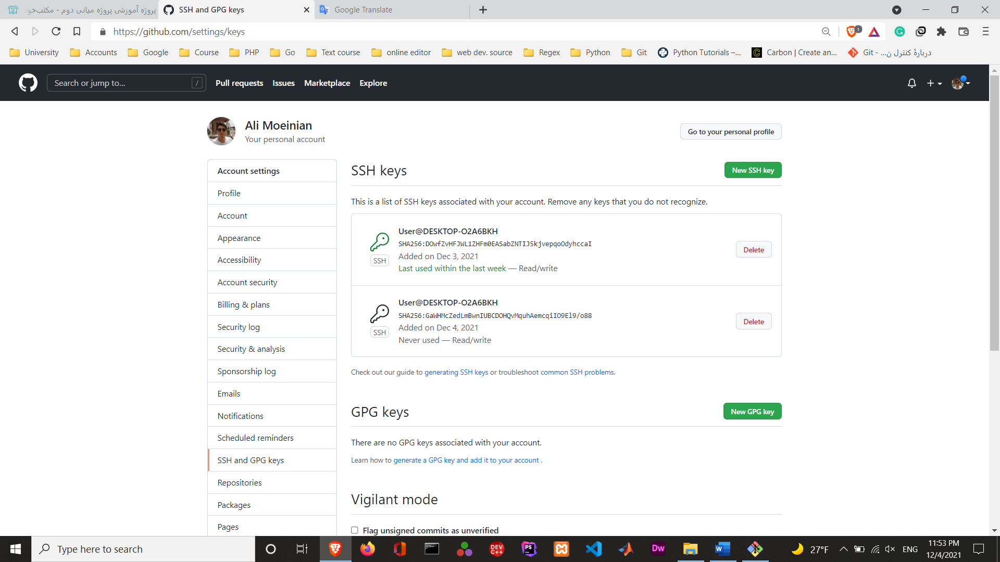 پروژه آموزشی پروژه میانی دوم - مکتب‌خونه
SSH and GPG keys
Google Translate
https://github.com/settings/keys
1
University
Accounts
Google
Course
PHP
Go
Text course
online editor
web dev. source
Regex
Python
Git
Python Tutorials –...
Carbon | Create an...
Git - ...دربارهٔ کنترل ن
Search or jump to...
/
Pull requests
Issues
Marketplace
Explore
Ali Moeinian
Your personal account
Go to your personal profile
Account settings
Profile
Account
Appearance
Accessibility
Account security
Billing & plans
Security log
Security & analysis
Sponsorship log
Emails
Notifications
Scheduled reminders
SSH and GPG keys
Repositories
Packages
Pages
SSH keys
New SSH key
This is a list of SSH keys associated with your account. Remove any keys that you do not recognize.
User@DESKTOP-O2A6BKH
SHA256:DOwfZvHFJWL1ZHFm0EASabZNTIJ5kjvepqoOdyhccaI
Added on Dec 3, 2021
Last used within the last week — Read/write
SSH
Delete
User@DESKTOP-O2A6BKH
SHA256:GaWHMcZedLmBwnIUBCDOHQvMquhAemcqiIO9El9/o88
Added on Dec 4, 2021
Never used — Read/write
SSH
Delete
Check out our guide to generating SSH keys or troubleshoot common SSH problems.
GPG keys
New GPG key
There are no GPG keys associated with your account.
Learn how to generate a GPG key and add it to your account .
Vigilant mode
Flag unsigned commits as unverified
Type here to search
DEV C++
PS
Dw
W
27°F
ENG
11:53 PM
12/4/2021